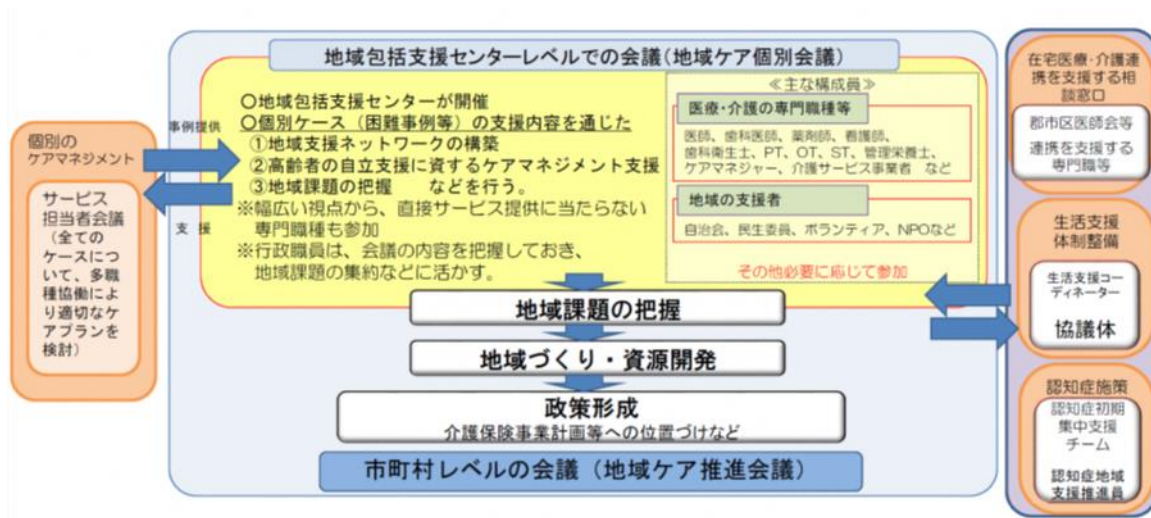 地域包括支援センターレベルでの会議(地域ケア個別会議)
事例提供
支 援
個別の
ケアマネジメント
サービス
担当者会議
(全ての
ケースにつ
いて、多職
種協働によ
り適切なケ
アプランを
検討)
○地域包括支援センターが開催
○個別ケース(困難事例等)の支援内容を通じた
①地域支援ネットワークの構築
②高齢者の自立支援に資するケアマネジメント支援
③地域課題の把握 などを行う。
※幅広い視点から、直接サービス提供に当たらない
専門職種も参加
※行政職員は、会議の内容を把握しておき、
地域課題の集約などに活かす。
≪主な構成員≫
医療・介護の専門職種等
医師、歯科医師、薬剤師、看護師、
歯科衛生士、PT、OT、ST、管理栄養士、
ケアマネジャー、介護サービス事業者 など
地域の支援者
自治会、民生委員、ボランティア、NPOなど
その他必要に応じて参加
地域課題の把握
地域づくり・資源開発
政策形成
介護保険事業計画等への位置づけなど
市町村レベルの会議(地域ケア推進会議)
在宅医療・介護連
携を支援する相
談窓口
郡市区医師会等
連携を支援する
専門職等
生活支援
体制整備
生活支援コー
ディネーター
協議体
認知症施策
認知症初期
集中支援
チーム
認知症地域
支援推進員